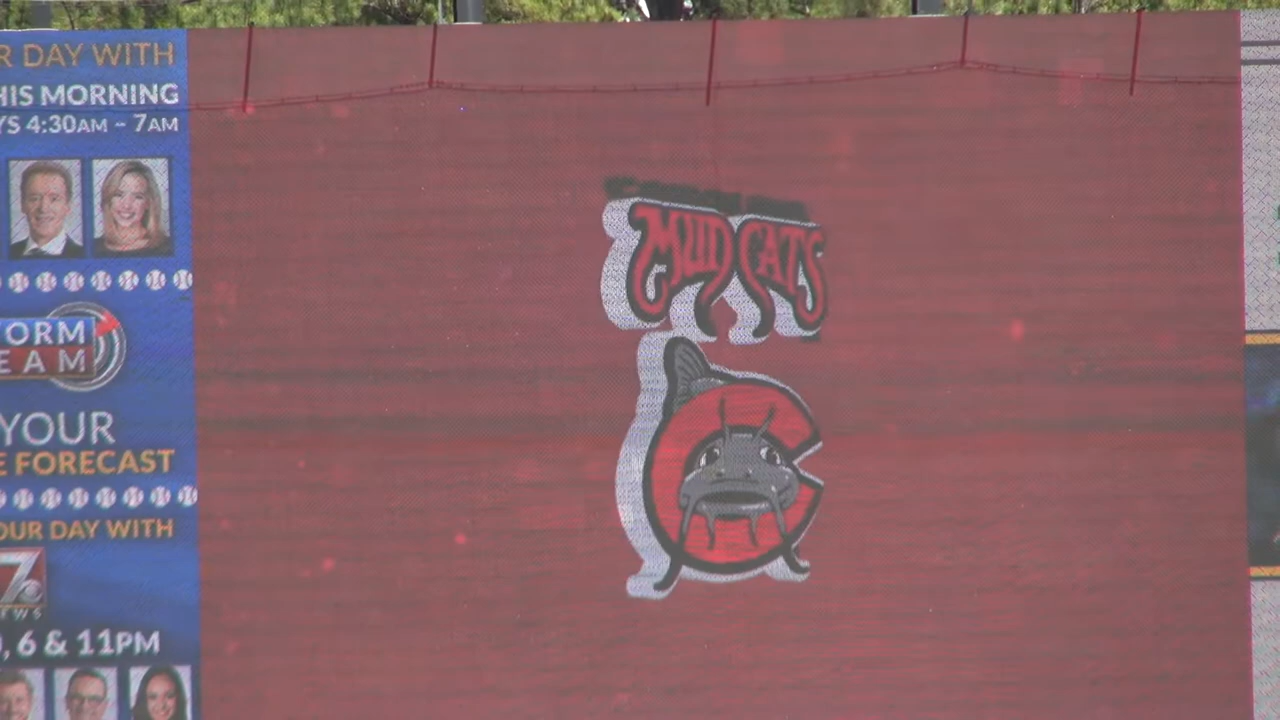 R DAY WITH
HIS MORNING
YS 4:30AM – 7AM
ORM
EAM
YOUR
E FORECAST
OUR DAY WITH
7
NEWS
, 6 & 11PM
MUDCATS